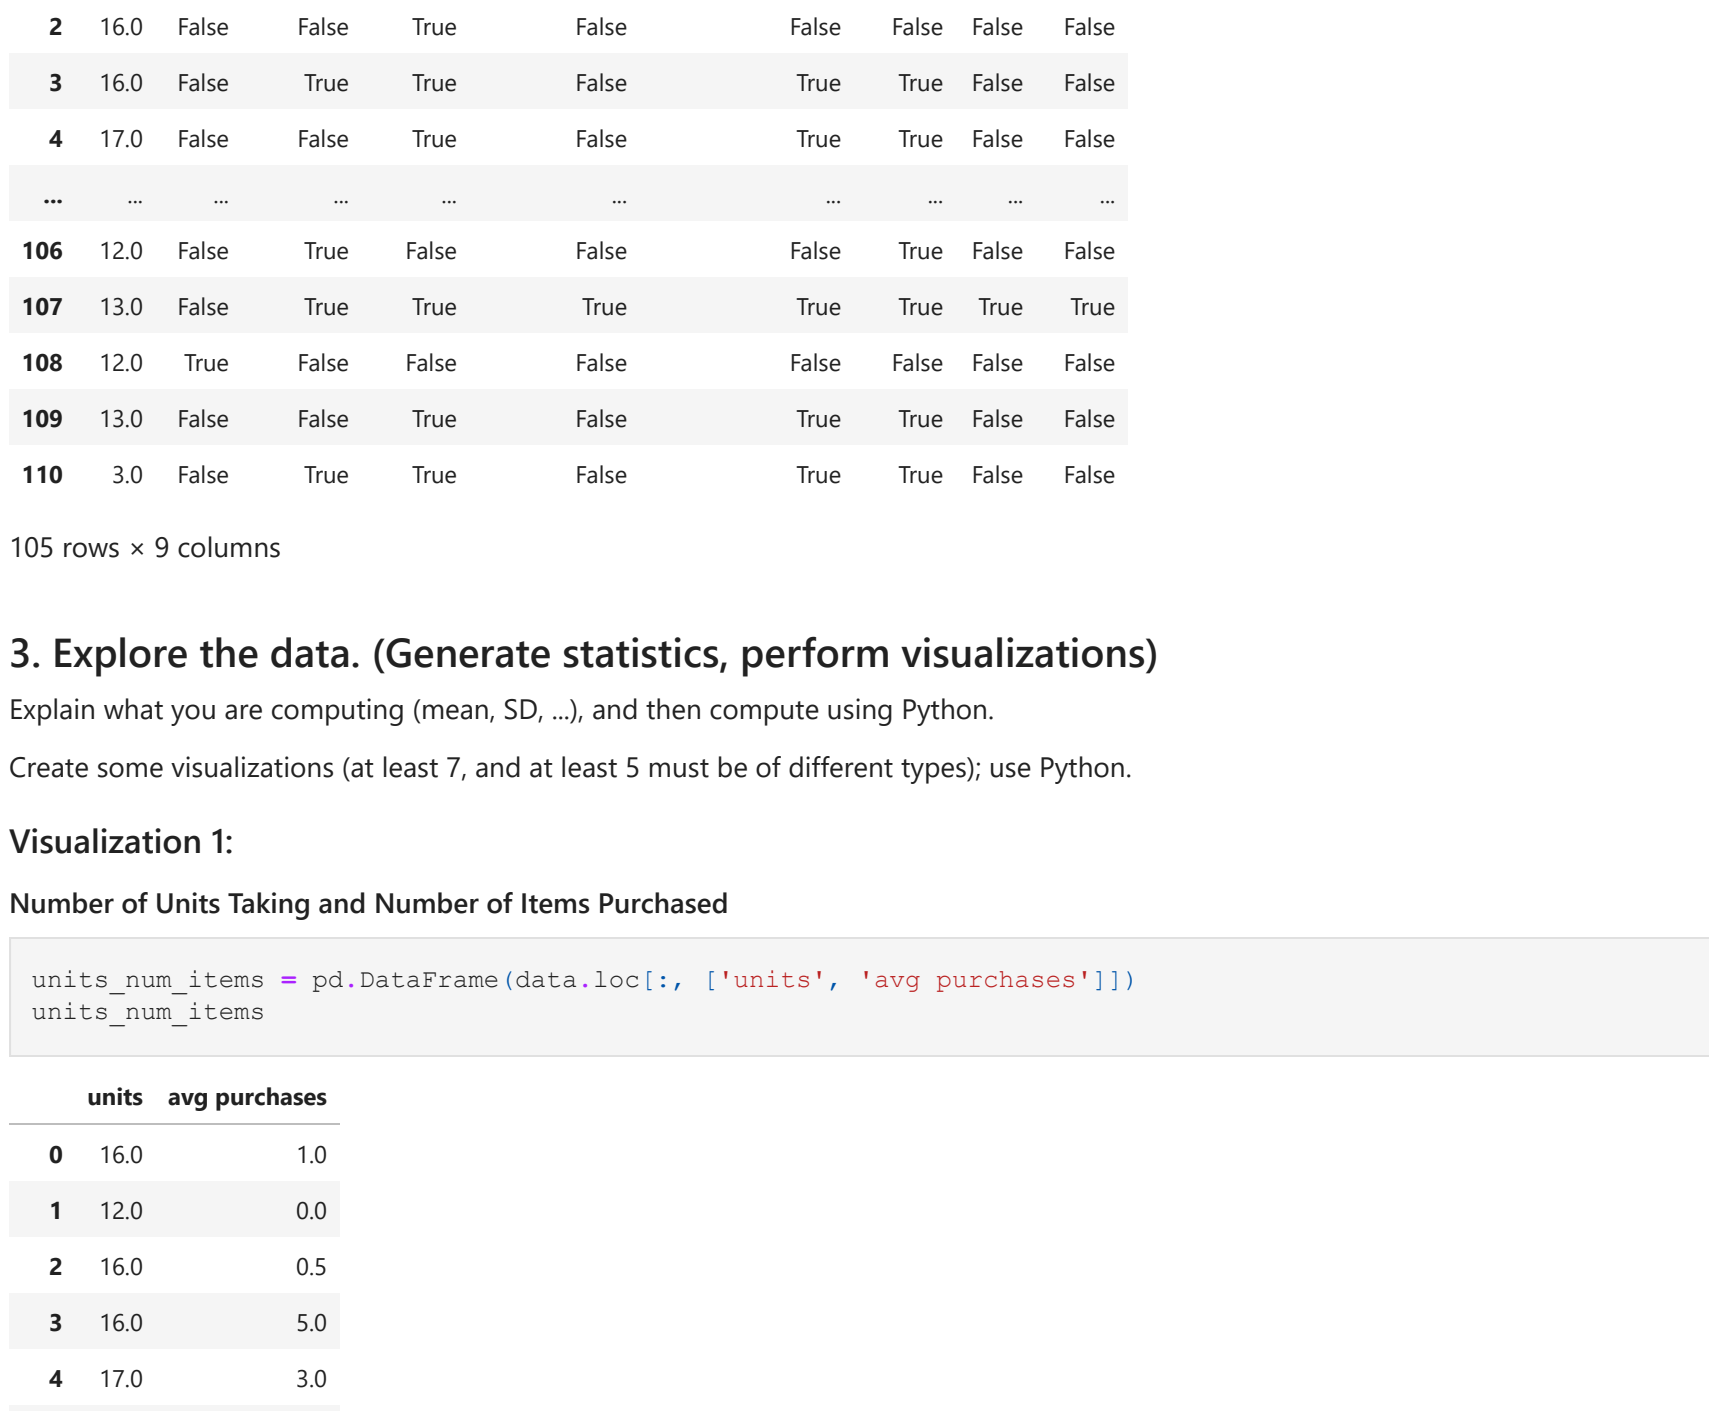 2 16.0 False False True False False False False False
3 16.0 False True True False True True False False
4 17.0 False False True False True True False False
... ... ... ... ... ... ... ... ... ...
106 12.0 False True False False False True False False
107 13.0 False True True True True True True True
108 12.0 True False False False False False False False
109 13.0 False False True False True True False False
110 3.0 False True True False True True False False
105 rows × 9 columns
3. Explore the data. (Generate statistics, perform visualizations)
Explain what you are computing (mean, SD, ...), and then compute using Python.
Create some visualizations (at least 7, and at least 5 must be of different types); use Python.
Visualization 1:
Number of Units Taking and Number of Items Purchased
units_num_items = pd.DataFrame(data.loc[:, ['units', 'avg purchases']])
units_num_items
units avg purchases
0 16.0 1.0
1 12.0 0.0
2 16.0 0.5
3 16.0 5.0
4 17.0 3.0